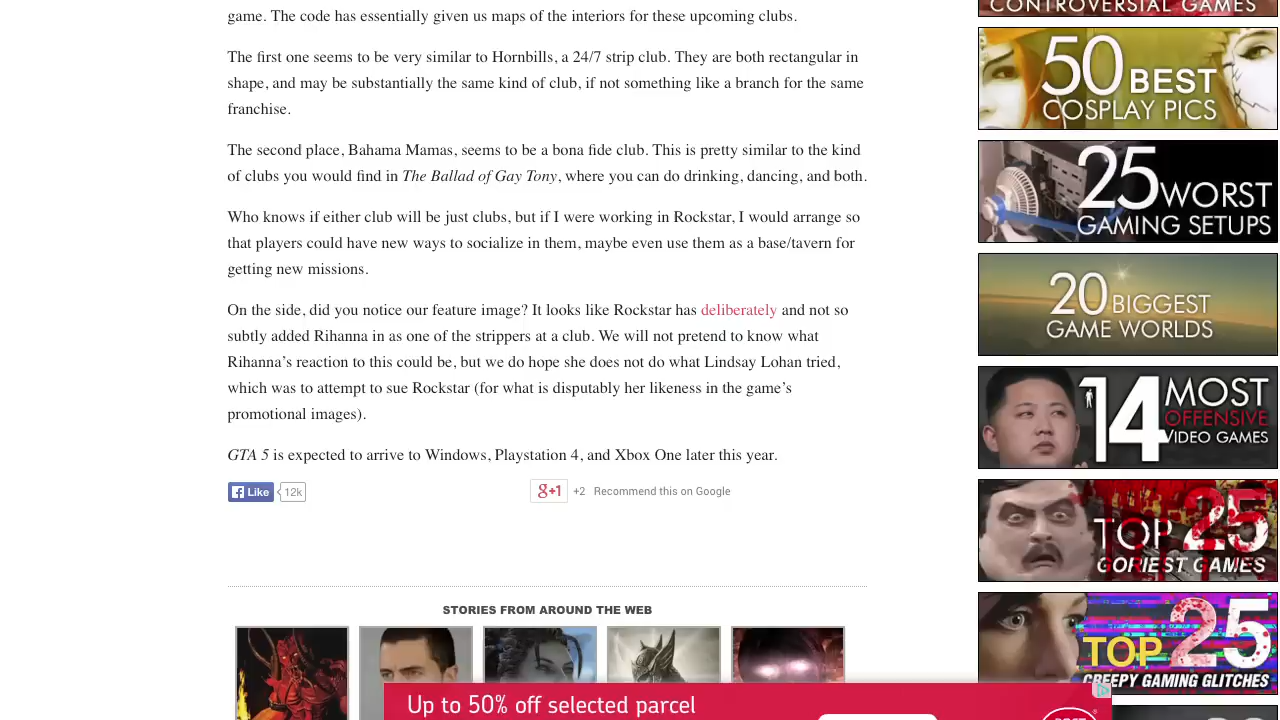 game. The code has essentially given us maps of the interiors for these upcoming clubs.
The first one seems to be very similar to Hornbills, a 24/7 strip club. They are both rectangular in
shape, and may be substantially the same kind of club, if not something like a branch for the same
franchise.
The second place, Bahama Mamas, seems to be a bona fide club. This is pretty similar to the kind
of clubs you would find in The Ballad of Gay Tony, where you can do drinking, dancing, and both.
Who knows if either club will be just clubs, but if I were working in Rockstar, I would arrange so
that players could have new ways to socialize in them, maybe even use them as a base/tavern for
getting new missions.
On the side, did you notice our feature image? It looks like Rockstar has deliberately and not so
subtly added Rihanna in as one of the strippers at a club. We will not pretend to know what
Rihanna’s reaction to this could be, but we do hope she does not do what Lindsay Lohan tried,
which was to attempt to sue Rockstar (for what is disputably her likeness in the game’s
promotional images).
GTA 5 is expected to arrive to Windows, Playstation 4, and Xbox One later this year.
Like 12k
g+1 +2 Recommend this on Google
STORIES FROM AROUND THE WEB
Up to 50% off selected parcel
CONTROVERSIAL GAMES
50 BEST
COSPLAY PICS
25 WORST
GAMING SETUPS
20 BIGGEST
GAME WORLDS
14 MOST
OFFENSIVE
VIDEO GAMES
TOP 25
GORIEST GAMES
TOP 25
CREEPY GAMING GLITCHES